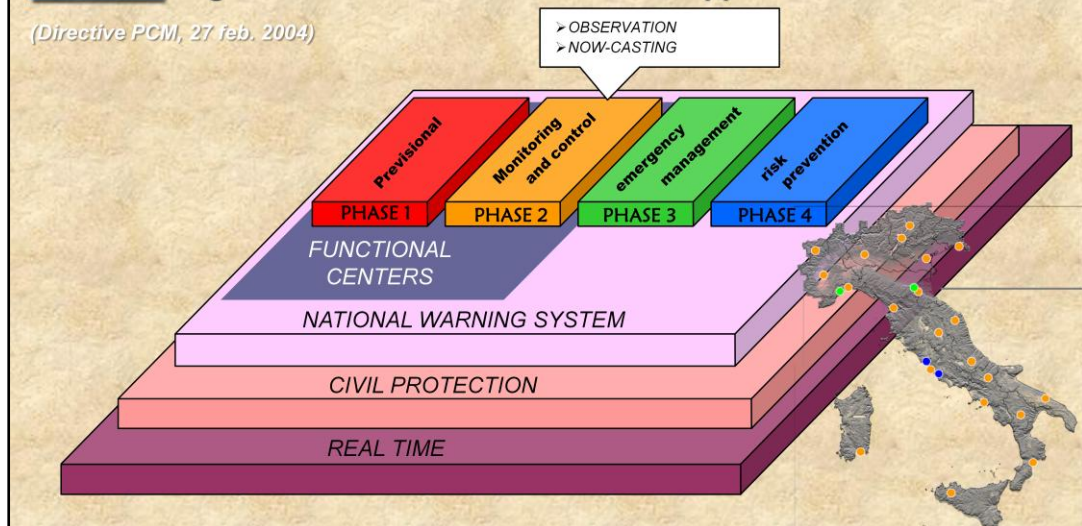 (Directive PCM, 27 feb. 2004)
➢OBSERVATION
➢NOW-CASTING
Previsional
Monitoring
and control
emergency
management
risk
prevention
PHASE 1
PHASE 2
PHASE 3
PHASE 4
FUNCTIONAL
CENTERS
NATIONAL WARNING SYSTEM
CIVIL PROTECTION
REAL TIME